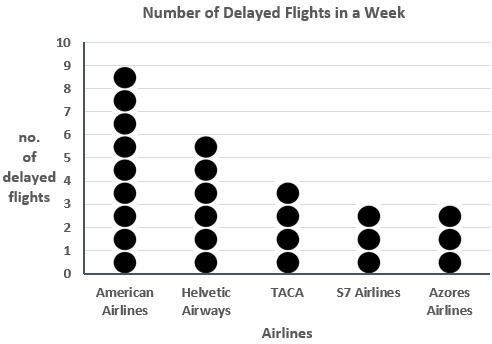 Number of Delayed Flights in a Week
10
9
8
7
6
5
4
3
2
1
0
no.
of
delayed
flights
American
Airlines
Helvetic
Airways
TACA
S7 Airlines
Azores
Airlines
Airlines